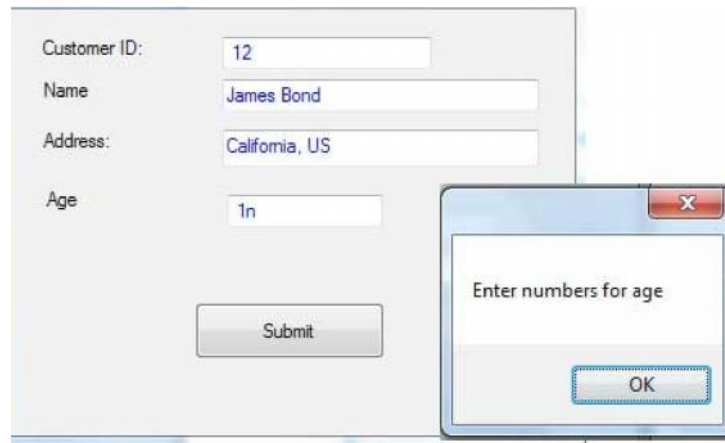 Customer ID: 12
Name James Bond
Address: California, US
Age 1n
Submit
Enter numbers for age
OK